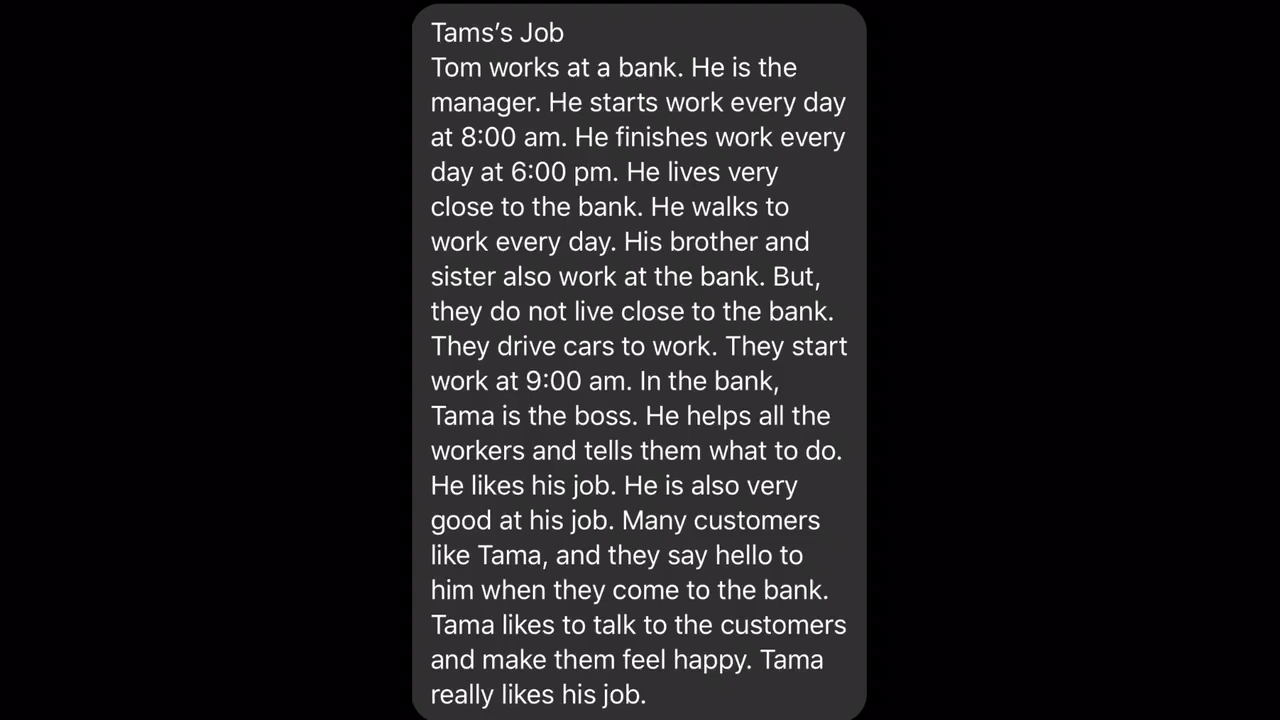 Tams’s Job
Tom works at a bank. He is the
manager. He starts work every day
at 8:00 am. He finishes work every
day at 6:00 pm. He lives very
close to the bank. He walks to
work every day. His brother and
sister also work at the bank. But,
they do not live close to the bank.
They drive cars to work. They start
work at 9:00 am. In the bank,
Tama is the boss. He helps all the
workers and tells them what to do.
He likes his job. He is also very
good at his job. Many customers
like Tama, and they say hello to
him when they come to the bank.
Tama likes to talk to the customers
and make them feel happy. Tama
really likes his job.